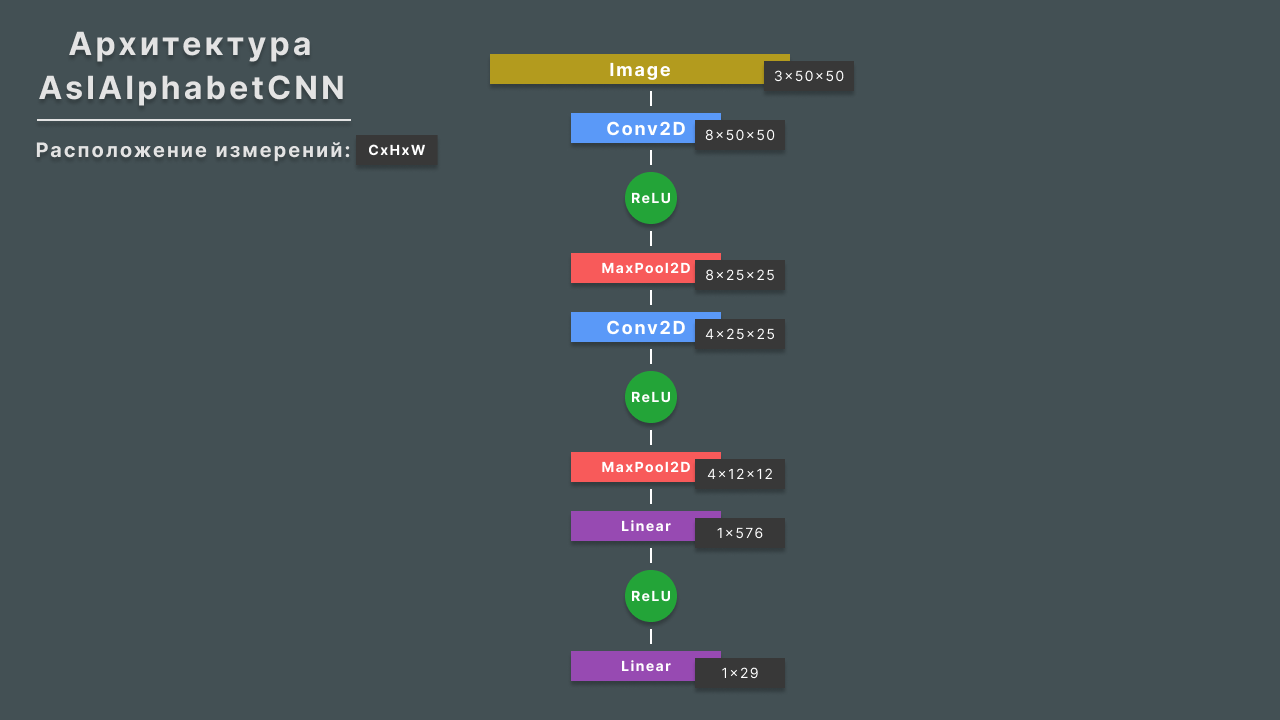 Архитектура
AslAlphabetCNN
Расположение измерений: CxHxW
Image
3×50×50
Conv2D
8×50×50
ReLU
MaxPool2D
8×25×25
Conv2D
4×25×25
ReLU
MaxPool2D
4×12×12
Linear
1×576
ReLU
Linear
1×29